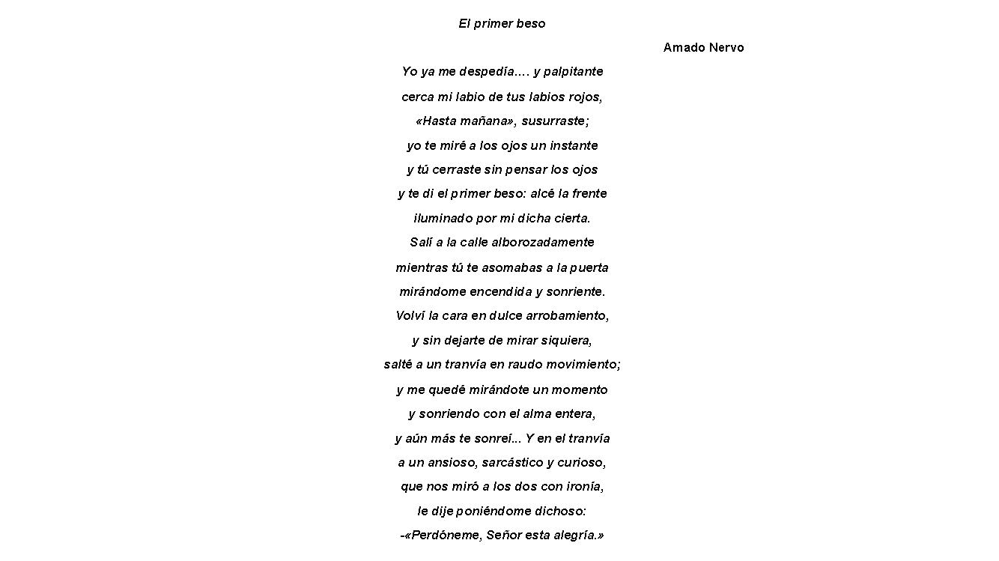 El primer beso
Amado Nervo
Yo ya me despedía.... y palpitante
cerca mi labio de tus labios rojos,
«Hasta mañana», susurraste;
yo te miré a los ojos un instante
y tú cerraste sin pensar los ojos
y te di el primer beso: alcé la frente
iluminado por mi dicha cierta.
Salí a la calle alborozadamente
mientras tú te asomabas a la puerta
mirándome encendida y sonriente.
Volví la cara en dulce arrobamiento,
y sin dejarte de mirar siquiera,
salté a un tranvía en raudo movimiento;
y me quedé mirándote un momento
y sonriendo con el alma entera,
y aún más te sonreí... Y en el tranvía
a un ansioso, sarcástico y curioso,
que nos miró a los dos con ironía,
le dije poniéndome dichoso:
-«Perdóneme, Señor esta alegría.»